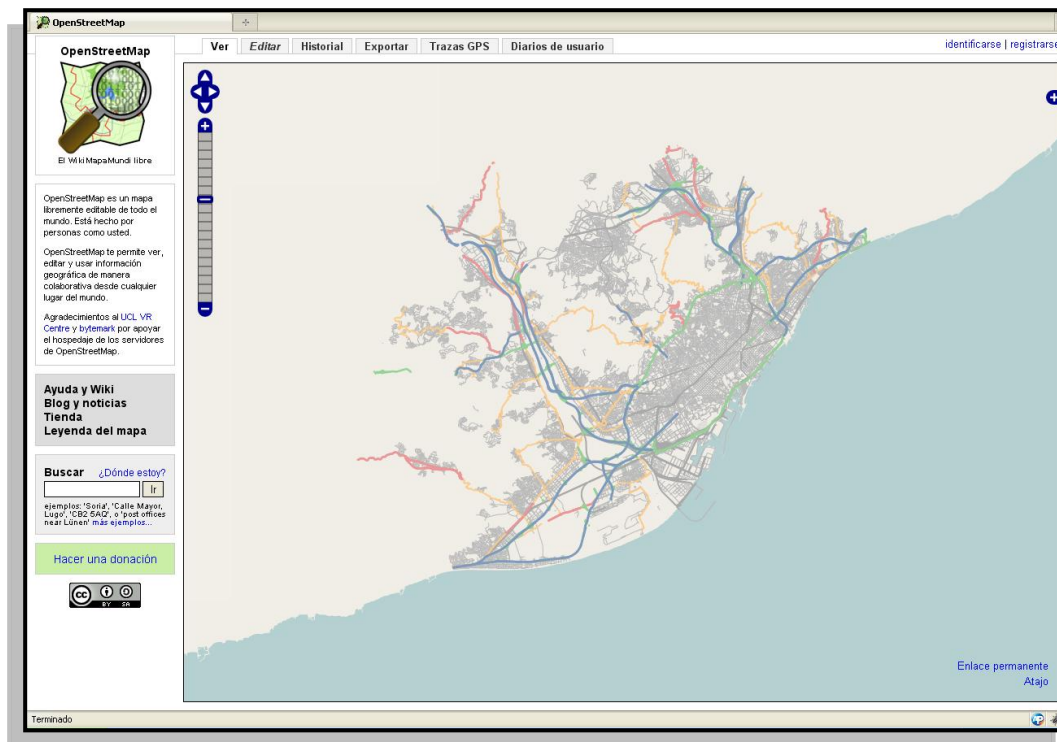 OpenStreetMap
OpenStreetMap
Ver Editar Historial Exportar Trazas GPS Diarios de usuario
identificarse | registrarse
El WikiMapaMundi libre
OpenStreetMap es un mapa
libremente editable de todo el
mundo. Está hecho por
personas como usted.
OpenStreetMap te permite ver,
editar y usar información
geográfica de manera
colaborativa desde cualquier
lugar del mundo.
Agradecimientos al UCL VR
Centre y bytemark por apoyar
el hospedaje de los servidores
de OpenStreetMap.
Ayuda y Wiki
Blog y noticias
Tienda
Leyenda del mapa
Buscar ¿Dónde estoy?
Ir
ejemplos: 'Soria', 'Calle Mayor,
Lugo', 'CB2 5AQ', o 'post offices
near Lünen' más ejemplos...
Hacer una donación
cc
BY SA
Enlace permanente
Atajo
Terminado